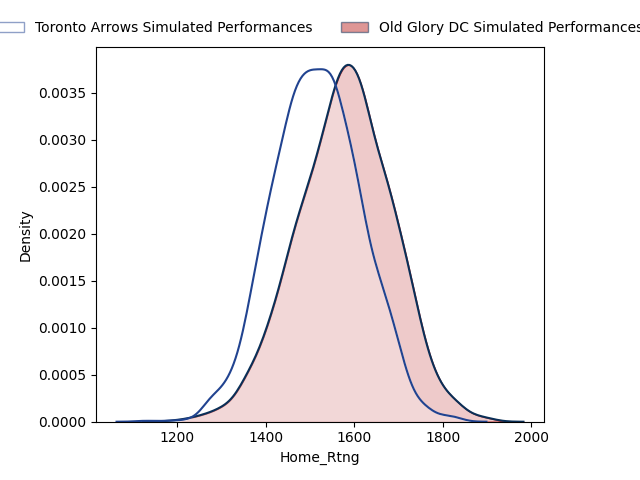 Toronto Arrows Simulated Performances Old Glory DC Simulated Performances
0.0035
0.0030
0.0025
0.0020
0.0015
0.0010
0.0005
0.0000
Density
1200 1400 1600 1800 2000
Home_Rtng